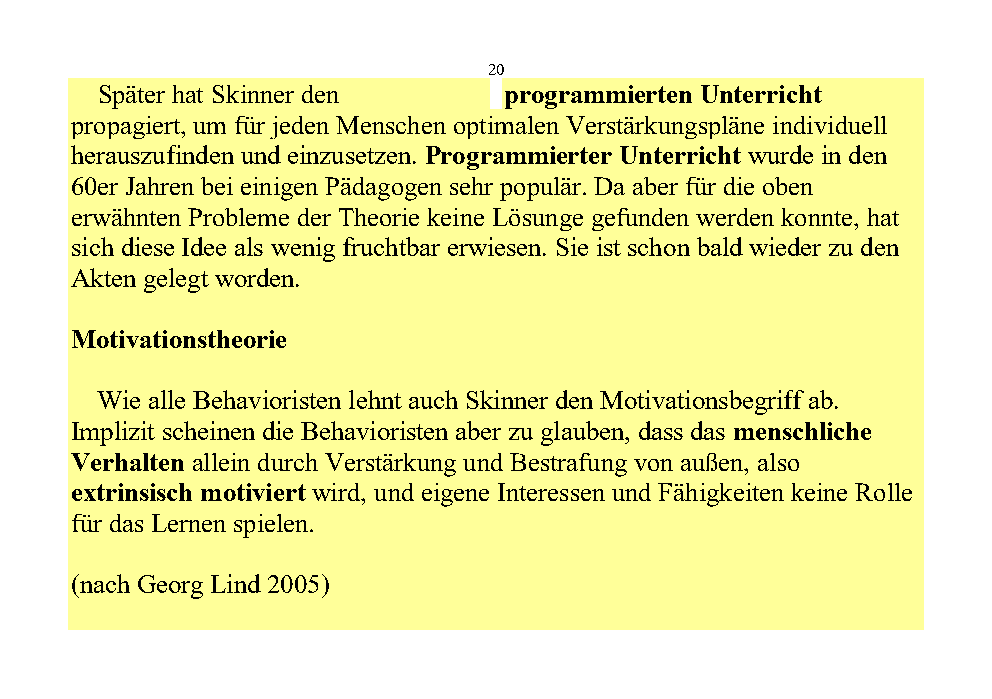 20
Später hat Skinner den programmierten Unterricht
propagiert, um für jeden Menschen optimalen Verstärkungspläne individuell
herauszufinden und einzusetzen. Programmierter Unterricht wurde in den
60er Jahren bei einigen Pädagogen sehr populär. Da aber für die oben
erwähnten Probleme der Theorie keine Lösunge gefunden werden konnte, hat
sich diese Idee als wenig fruchtbar erwiesen. Sie ist schon bald wieder zu den
Akten gelegt worden.
Motivationstheorie
Wie alle Behavioristen lehnt auch Skinner den Motivationsbegriff ab.
Implizit scheinen die Behavioristen aber zu glauben, dass das menschliche
Verhalten allein durch Verstärkung und Bestrafung von außen, also
extrinsisch motiviert wird, und eigene Interessen und Fähigkeiten keine Rolle
für das Lernen spielen.
(nach Georg Lind 2005)